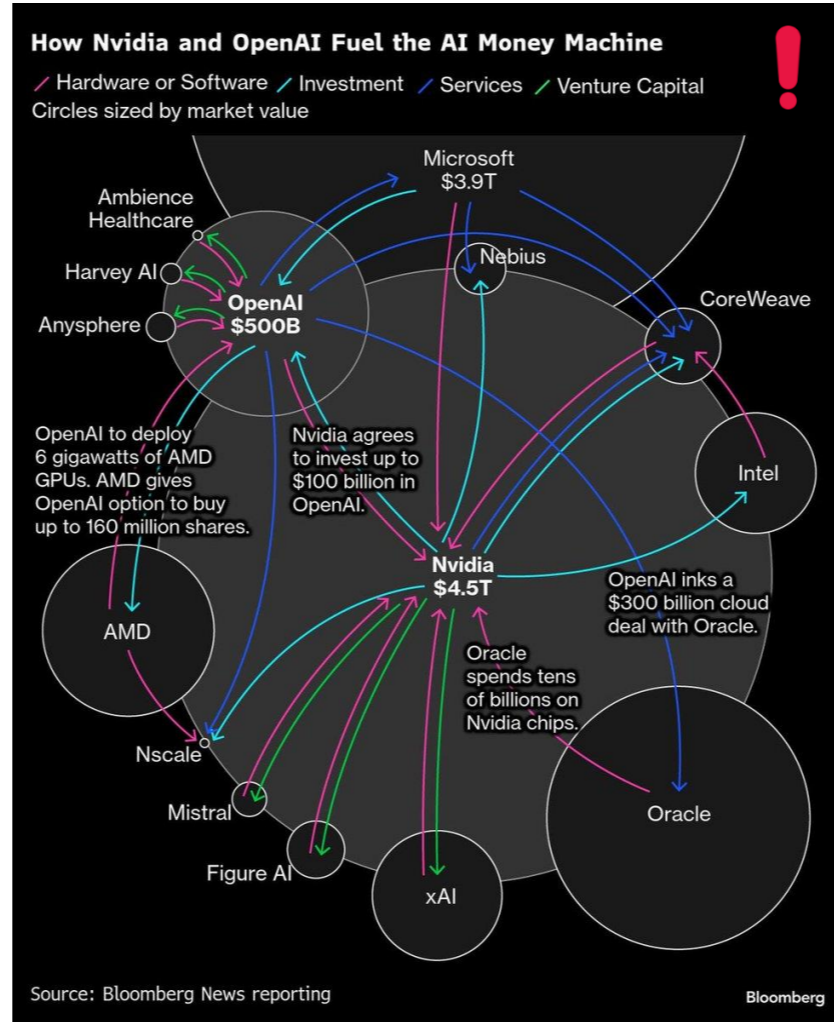 How Nvidia and OpenAI Fuel the AI Money Machine
Hardware or Software Investment Services Venture Capital
Circles sized by market value
Microsoft
$3.9T
Ambience
Healthcare
Harvey AI
Anysphere
OpenAI
$500B
Nebius
CoreWeave
OpenAI to deploy
6 gigawatts of AMD
GPUs. AMD gives
OpenAI option to buy
up to 160 million shares.
Nvidia agrees
to invest up to
$100 billion in
OpenAI.
Intel
Nvidia
$4.5T
AMD
OpenAI inks a
$300 billion cloud
deal with Oracle.
Oracle
spends tens
of billions on
Nvidia chips.
Nscale
Mistral
Figure AI
xAI
Oracle
Source: Bloomberg News reporting
Bloomberg